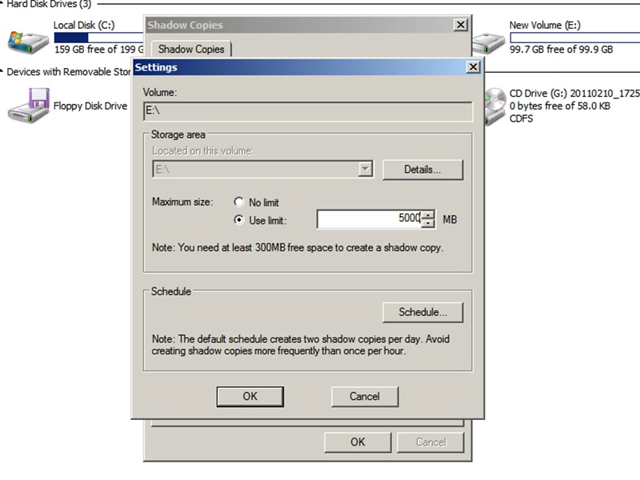 Hard Disk Drives (3)
Local Disk (C:)
159 GB free of 199 G
New Volume (E:)
99.7 GB free of 99.9 GB
Devices with Removable Stor
Floppy Disk Drive
CD Drive (G:) 20110210_1725
0 bytes free of 58.0 KB
CDFS
Shadow Copies
Shadow Copies
Settings
Volume:
E:\
Storage area
Located on this volume:
E:\
Details...
Maximum size:
No limit
Use limit:
5000
MB
Note: You need at least 300MB free space to create a shadow copy.
Schedule
Schedule...
Note: The default schedule creates two shadow copies per day. Avoid
creating shadow copies more frequently than once per hour.
OK
Cancel
OK
Cancel